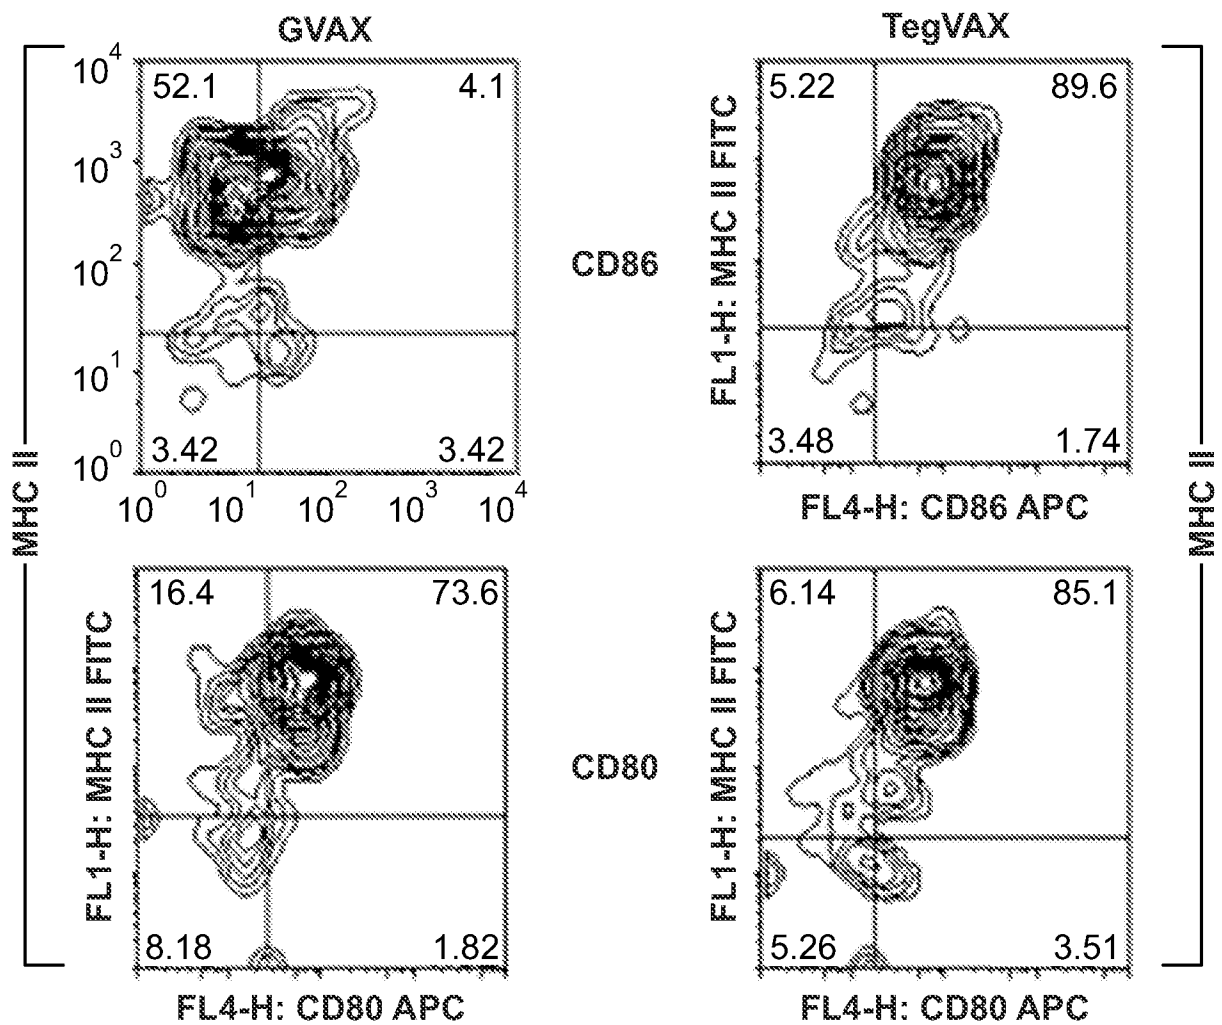 GVAX
TegVAX
MHC II
10^4
10^3
10^2
10^1
10^0
52.1
4.1
3.42
3.42
10^0 10^1 10^2 10^3 10^4
CD86
FL1-H: MHC II FITC
5.22
89.6
3.48
1.74
FL4-H: CD86 APC
MHC II
FL1-H: MHC II FITC
16.4
73.6
8.18
1.82
FL4-H: CD80 APC
CD80
FL1-H: MHC II FITC
6.14
85.1
5.26
3.51
FL4-H: CD80 APC